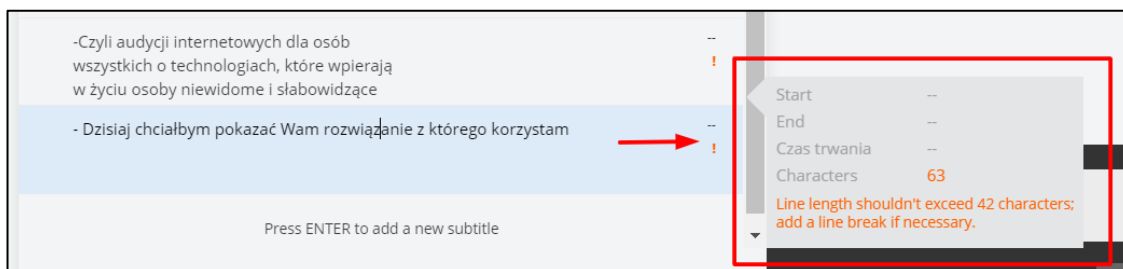 -Czyli audycji internetowych dla osób
wszystkich o technologiach, które wpierają
w życiu osoby niewidome i słabowidzące
--
!
- Dzisiaj chciałbym pokazać Wam rozwiązanie z którego korzystam
--
!
Press ENTER to add a new subtitle
Start --
End --
Czas trwania --
Characters 63
Line length shouldn't exceed 42 characters;
add a line break if necessary.